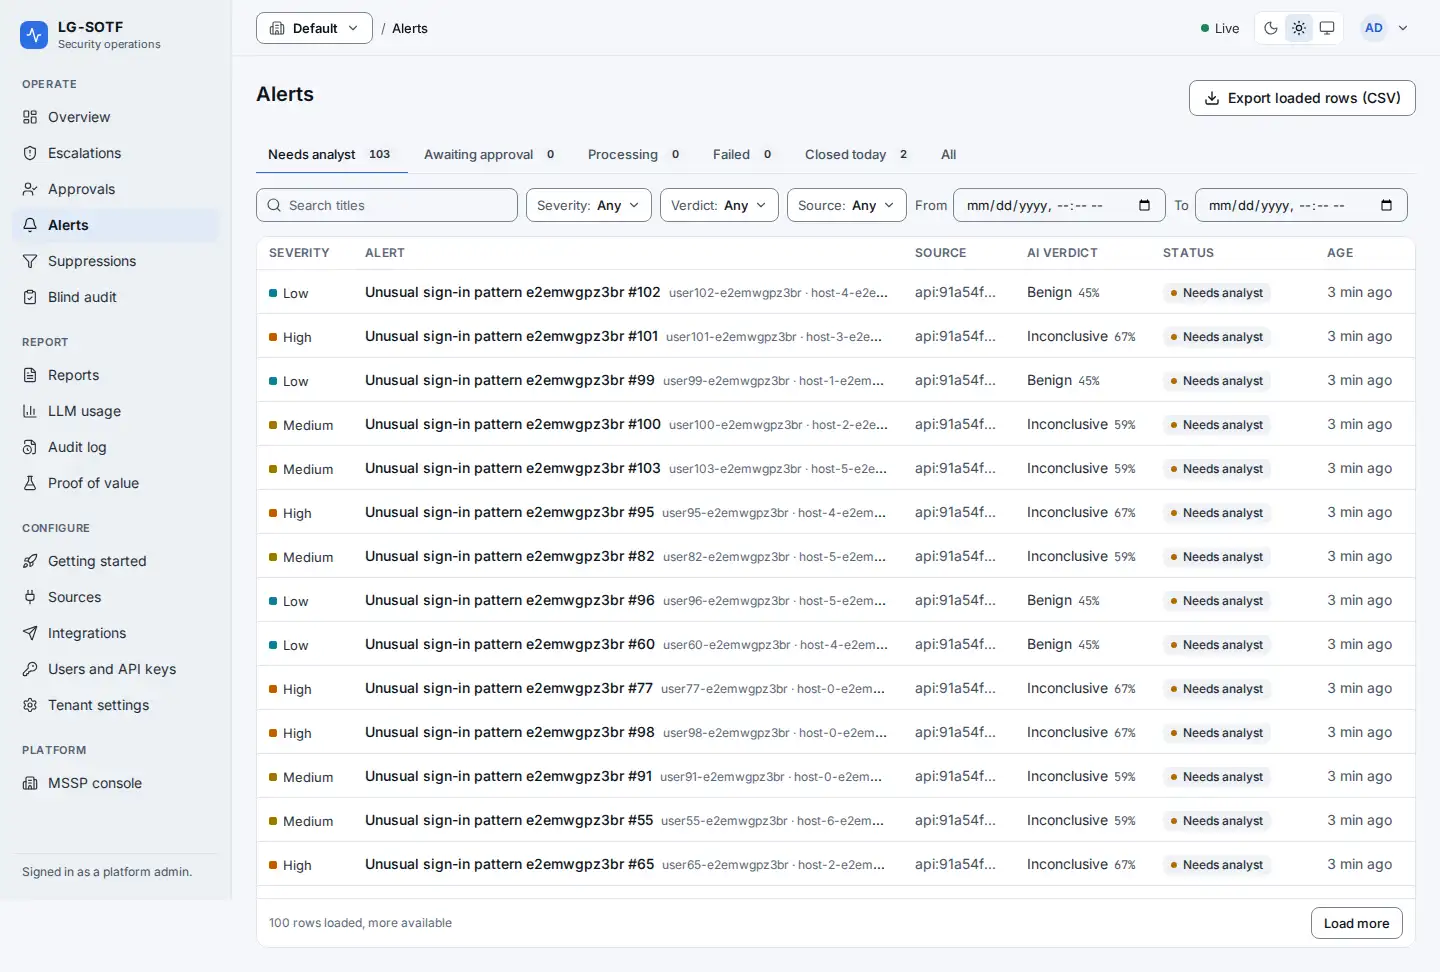 LG-SOTF
Security operations
OPERATE
Overview
Escalations
Approvals
Alerts
Suppressions
Blind audit
REPORT
Reports
LLM usage
Audit log
Proof of value
CONFIGURE
Getting started
Sources
Integrations
Users and API keys
Tenant settings
PLATFORM
MSSP console
Signed in as a platform admin.
Default / Alerts
Live
AD
Alerts
Export loaded rows (CSV)
Needs analyst 103 Awaiting approval 0 Processing 0 Failed 0 Closed today 2 All
Search titles Severity: Any Verdict: Any Source: Any From mm/dd/yyyy, --:-- -- To mm/dd/yyyy, --:-- --
SEVERITY ALERT SOURCE AI VERDICT STATUS AGE
Low Unusual sign-in pattern e2emwgpz3br #102 user102-e2emwgpz3br · host-4-e2e... api:91a54f... Benign 45% Needs analyst 3 min ago
High Unusual sign-in pattern e2emwgpz3br #101 user101-e2emwgpz3br · host-3-e2e... api:91a54f... Inconclusive 67% Needs analyst 3 min ago
Low Unusual sign-in pattern e2emwgpz3br #99 user99-e2emwgpz3br · host-1-e2em... api:91a54f... Benign 45% Needs analyst 3 min ago
Medium Unusual sign-in pattern e2emwgpz3br #100 user100-e2emwgpz3br · host-2-e2e... api:91a54f... Inconclusive 59% Needs analyst 3 min ago
Medium Unusual sign-in pattern e2emwgpz3br #103 user103-e2emwgpz3br · host-5-e2e... api:91a54f... Inconclusive 59% Needs analyst 3 min ago
High Unusual sign-in pattern e2emwgpz3br #95 user95-e2emwgpz3br · host-4-e2em... api:91a54f... Inconclusive 67% Needs analyst 3 min ago
Medium Unusual sign-in pattern e2emwgpz3br #82 user82-e2emwgpz3br · host-5-e2em... api:91a54f... Inconclusive 59% Needs analyst 3 min ago
Low Unusual sign-in pattern e2emwgpz3br #96 user96-e2emwgpz3br · host-5-e2em... api:91a54f... Benign 45% Needs analyst 3 min ago
Low Unusual sign-in pattern e2emwgpz3br #60 user60-e2emwgpz3br · host-4-e2em... api:91a54f... Benign 45% Needs analyst 3 min ago
High Unusual sign-in pattern e2emwgpz3br #77 user77-e2emwgpz3br · host-0-e2em... api:91a54f... Inconclusive 67% Needs analyst 3 min ago
High Unusual sign-in pattern e2emwgpz3br #98 user98-e2emwgpz3br · host-0-e2em... api:91a54f... Inconclusive 67% Needs analyst 3 min ago
Medium Unusual sign-in pattern e2emwgpz3br #91 user91-e2emwgpz3br · host-0-e2em... api:91a54f... Inconclusive 59% Needs analyst 3 min ago
Medium Unusual sign-in pattern e2emwgpz3br #55 user55-e2emwgpz3br · host-6-e2em... api:91a54f... Inconclusive 59% Needs analyst 3 min ago
High Unusual sign-in pattern e2emwgpz3br #65 user65-e2emwgpz3br · host-2-e2em... api:91a54f... Inconclusive 67% Needs analyst 3 min ago
100 rows loaded, more available
Load more